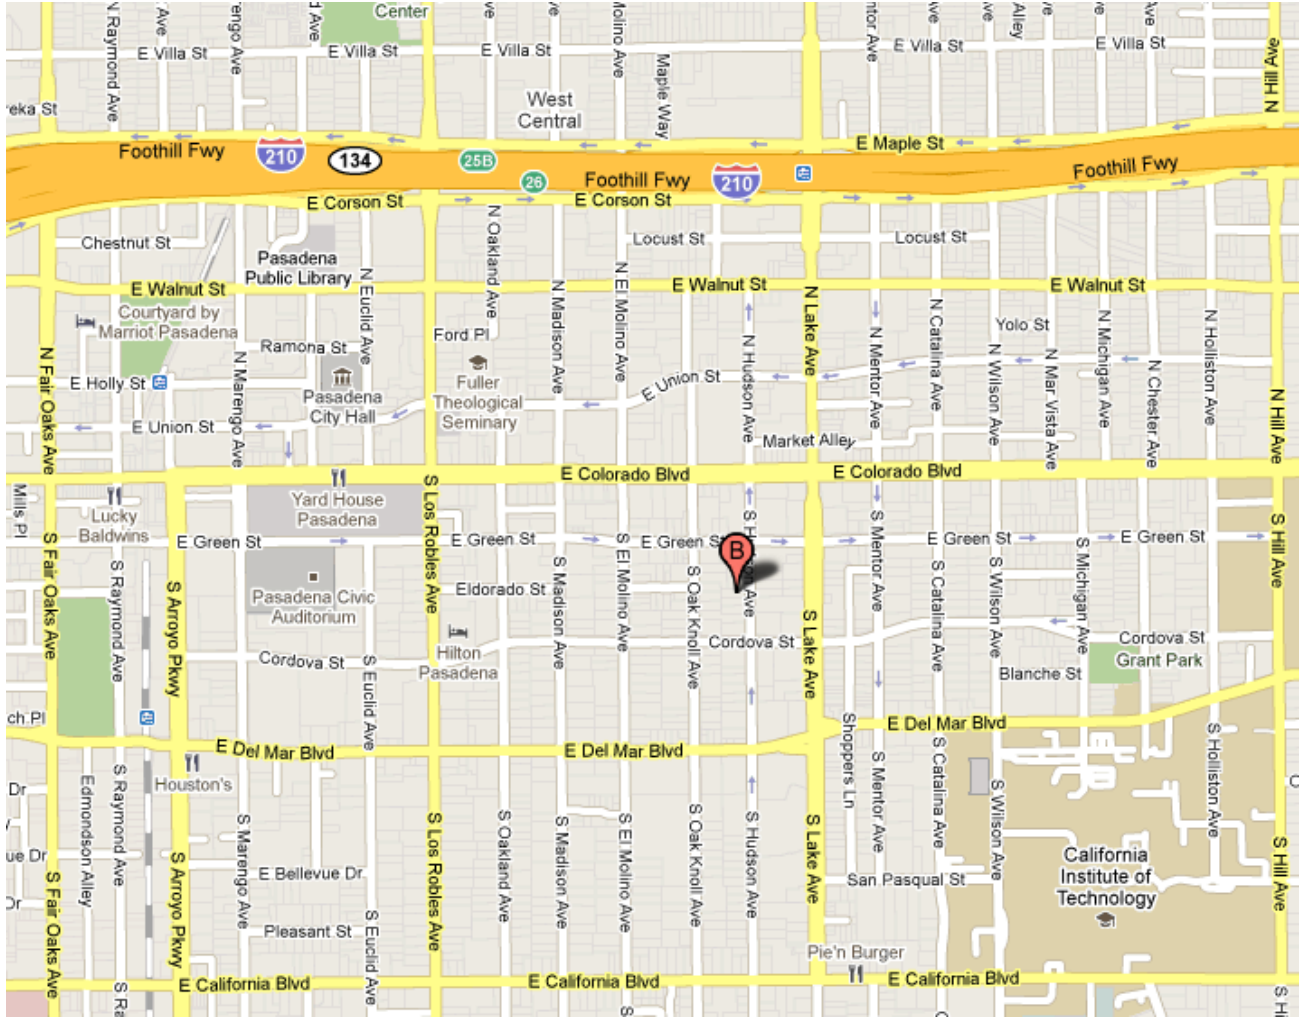 Center
N Raymond Ave
E Villa St
E Villa St
E Villa St
E Villa St
E Villa St
Maple Way
Alley
N Hill Ave
West
Central
E Maple St
Foothill Fwy
210
134
25B
26
Foothill Fwy
210
Foothill Fwy
E Corson St
E Corson St
Chestnut St
Pasadena
Public Library
N Oakland Ave
Locust St
Locust St
E Walnut St
E Walnut St
E Walnut St
Courtyard by
Marriot Pasadena
N Euclid Ave
N Madison Ave
N El Molino Ave
N Lake Ave
N Hudson Ave
N Mentor Ave
N Catalina Ave
N Wilson Ave
Yolo St
N Mar Vista Ave
N Michigan Ave
N Chester Ave
N Holliston Ave
N Hill Ave
N Fair Oaks Ave
N Marengo Ave
Ramona St
Ford Pl
E Holly St
Pasadena
City Hall
Fuller
Theological
Seminary
E Union St
E Union St
Market Alley
E Colorado Blvd
E Colorado Blvd
Mills Pl
Lucky
Baldwins
Yard House
Pasadena
S Los Robles Ave
E Green St
E Green St
E Green St
E Green St
E Green St
B
S Fair Oaks Ave
S Raymond Ave
S Arroyo Pkwy
Pasadena Civic
Auditorium
Eldorado St
S Madison Ave
S El Molino Ave
S Oak Knoll Ave
S Lake Ave
S Mentor Ave
S Catalina Ave
S Wilson Ave
S Michigan Ave
S Hill Ave
Cordova St
Cordova St
Cordova St
Hilton
Pasadena
S Euclid Ave
Grant Park
Blanche St
E Del Mar Blvd
E Del Mar Blvd
E Del Mar Blvd
Houston's
Edmondson Alley
S Raymond Ave
S Fair Oaks Ave
S Arroyo Pkwy
S Marengo Ave
E Bellevue Dr
Pleasant St
S Euclid Ave
S Los Robles Ave
S Oakland Ave
S Madison Ave
S El Molino Ave
S Oak Knoll Ave
S Hudson Ave
S Lake Ave
Shoppers Ln
S Mentor Ave
S Catalina Ave
S Wilson Ave
S Holliston Ave
S Hill Ave
San Pasqual St
California
Institute of
Technology
Pie'n Burger
E California Blvd
E California Blvd
E California Blvd